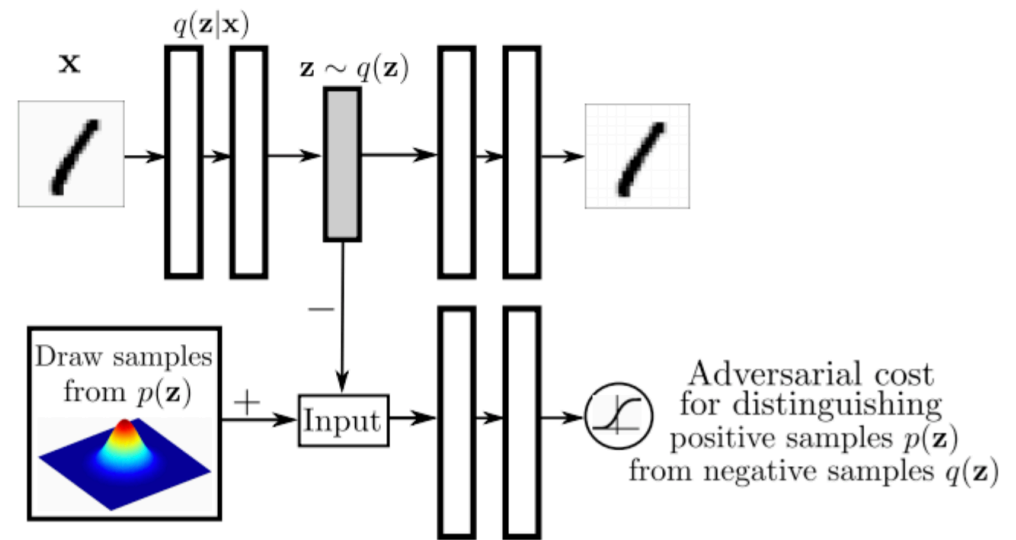 q(z|x)
x
z ∼ q(z)
−
Draw samples
from p(z)
+
Input
Adversarial cost
for distinguishing
positive samples p(z)
from negative samples q(z)